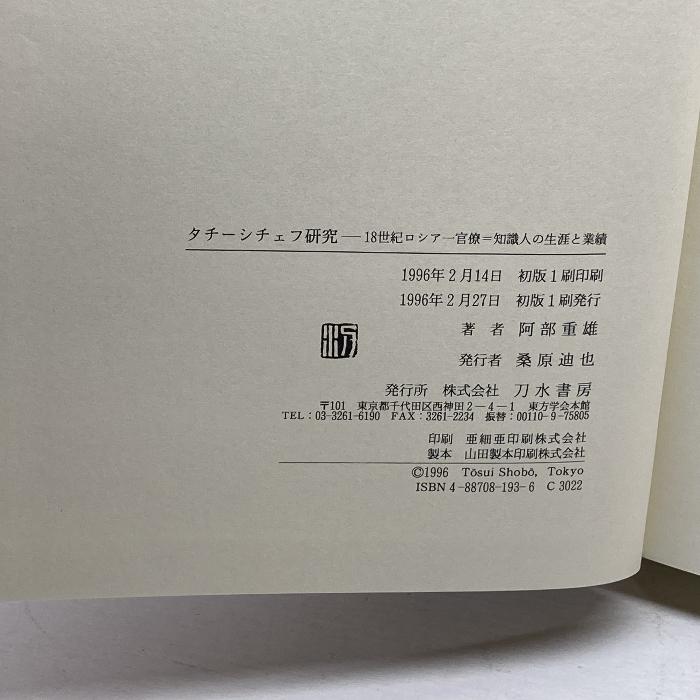 タチーシチェフ研究 ― 18世紀ロシア一官僚＝知識人の生涯と業績
1996年2月14日 初版1刷印刷
1996年2月27日 初版1刷発行
著者 阿部重雄
発行者 桑原迪也
発行所 株式会社 刀水書房
〒101 東京都千代田区西神田2-4-1 東方学会本館
TEL：03-3261-6190 FAX：3261-2234 振替：00110-9-75805
印刷 亜細亜印刷株式会社
製本 山田製本印刷株式会社
©1996 Tōsui Shobō, Tokyo
ISBN 4-88708-193-6 C 3022